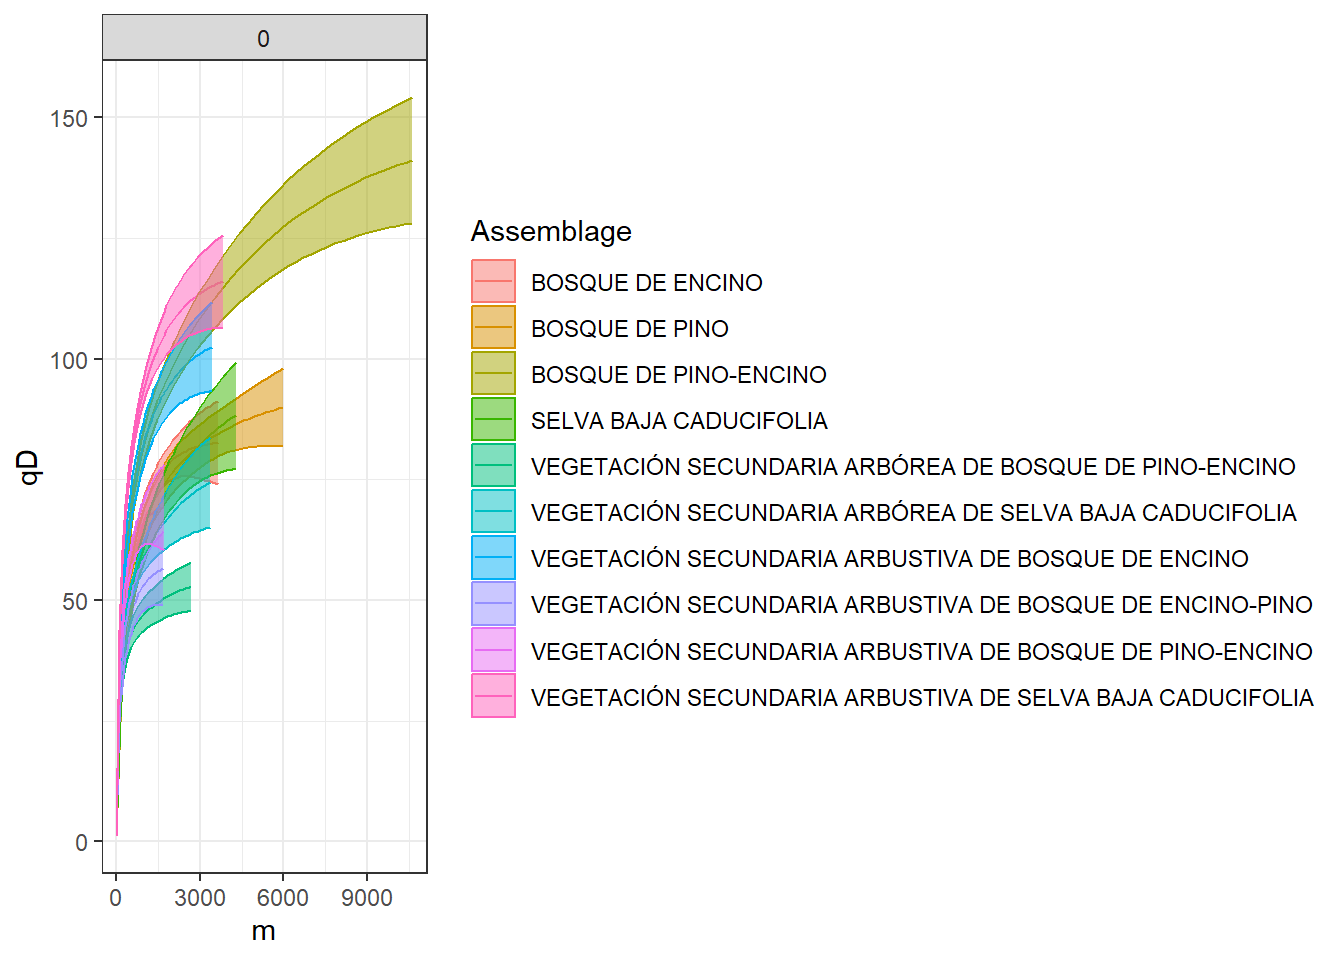 0
150
100
50
0
qD
0 3000 6000 9000
m
Assemblage
BOSQUE DE ENCINO
BOSQUE DE PINO
BOSQUE DE PINO-ENCINO
SELVA BAJA CADUCIFOLIA
VEGETACIÓN SECUNDARIA ARBÓREA DE BOSQUE DE PINO-ENCINO
VEGETACIÓN SECUNDARIA ARBÓREA DE SELVA BAJA CADUCIFOLIA
VEGETACIÓN SECUNDARIA ARBUSTIVA DE BOSQUE DE ENCINO
VEGETACIÓN SECUNDARIA ARBUSTIVA DE BOSQUE DE ENCINO-PINO
VEGETACIÓN SECUNDARIA ARBUSTIVA DE BOSQUE DE PINO-ENCINO
VEGETACIÓN SECUNDARIA ARBUSTIVA DE SELVA BAJA CADUCIFOLIA